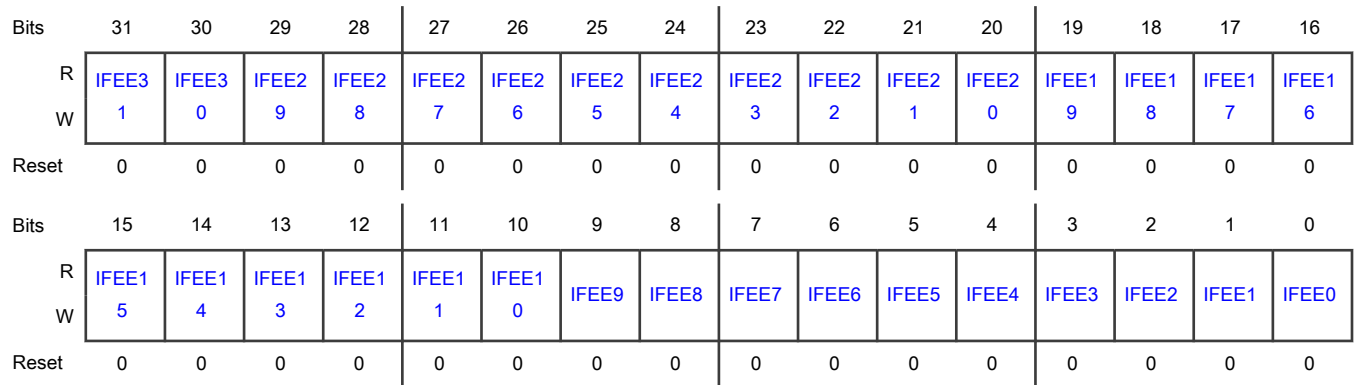 Bits 31 30 29 28 27 26 25 24 23 22 21 20 19 18 17 16
R IFEE3 IFEE3 IFEE2 IFEE2 IFEE2 IFEE2 IFEE2 IFEE2 IFEE2 IFEE2 IFEE2 IFEE2 IFEE1 IFEE1 IFEE1 IFEE1
W 1 0 9 8 7 6 5 4 3 2 1 0 9 8 7 6
Reset 0 0 0 0 0 0 0 0 0 0 0 0 0 0 0 0
Bits 15 14 13 12 11 10 9 8 7 6 5 4 3 2 1 0
R IFEE1 IFEE1 IFEE1 IFEE1 IFEE1 IFEE1 IFEE9 IFEE8 IFEE7 IFEE6 IFEE5 IFEE4 IFEE3 IFEE2 IFEE1 IFEE0
W 5 4 3 2 1 0
Reset 0 0 0 0 0 0 0 0 0 0 0 0 0 0 0 0